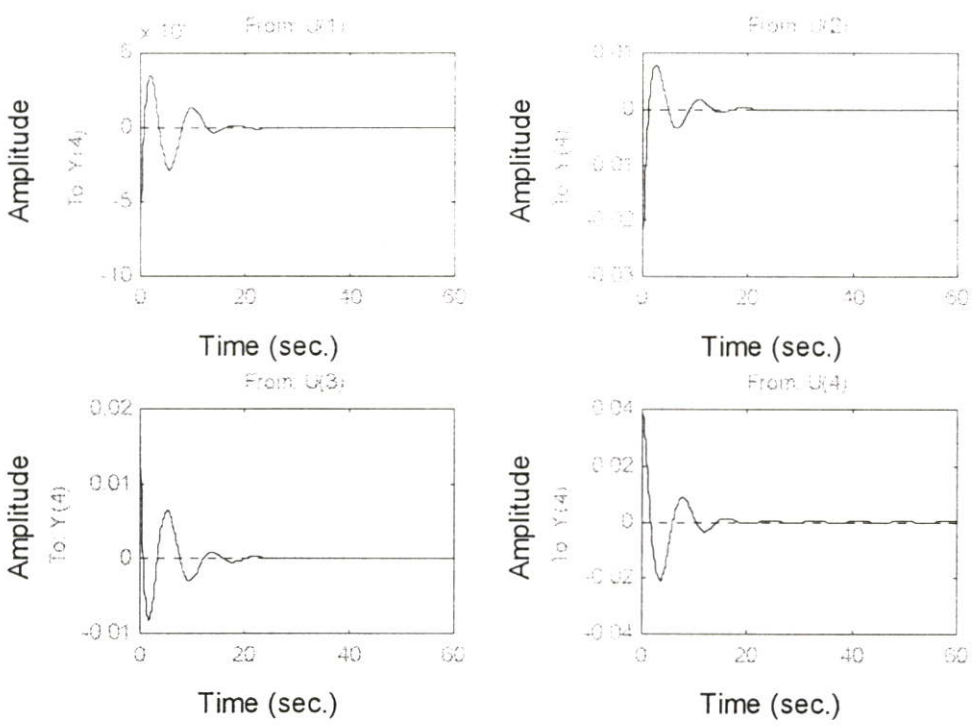 x 10
From: U(1)
5
0
-5
-10
0
20
40
60
Amplitude
To: Y(4)
Time (sec.)
From: U(2)
0.01
0
-0.01
-0.02
-0.03
0
20
40
60
Amplitude
To: Y(4)
Time (sec.)
From: U(3)
0.02
0.01
0
-0.01
0
20
40
60
Amplitude
To: Y(4)
Time (sec.)
From: U(4)
0.04
0.02
0
-0.02
-0.04
0
20
40
60
Amplitude
To: Y(4)
Time (sec.)